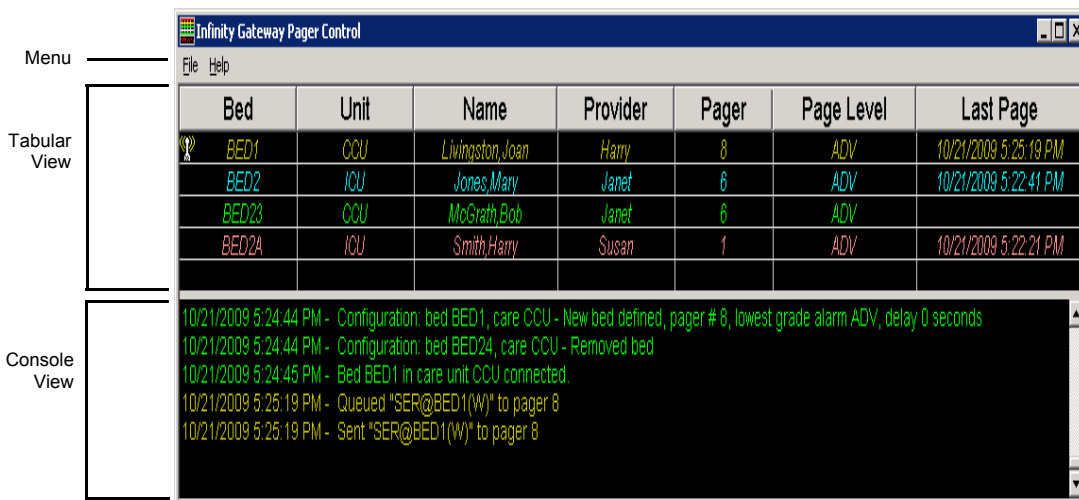 Infinity Gateway Pager Control
Menu
File Help
Bed Unit Name Provider Pager Page Level Last Page
Tabular
View
BED1 CCU Livingston,Joan Harry 8 ADV 10/21/2009 5:25:19 PM
BED2 ICU Jones,Mary Janet 6 ADV 10/21/2009 5:22:41 PM
BED23 CCU McGrath,Bob Janet 6 ADV
BED2A ICU Smith,Harry Susan 1 ADV 10/21/2009 5:22:21 PM
Console
View
10/21/2009 5:24:44 PM - Configuration: bed BED1, care CCU - New bed defined, pager # 8, lowest grade alarm ADV, delay 0 seconds
10/21/2009 5:24:44 PM - Configuration: bed BED24, care CCU - Removed bed
10/21/2009 5:24:45 PM - Bed BED1 in care unit CCU connected.
10/21/2009 5:25:19 PM - Queued "SER@BED1(W)" to pager 8
10/21/2009 5:25:19 PM - Sent "SER@BED1(W)" to pager 8